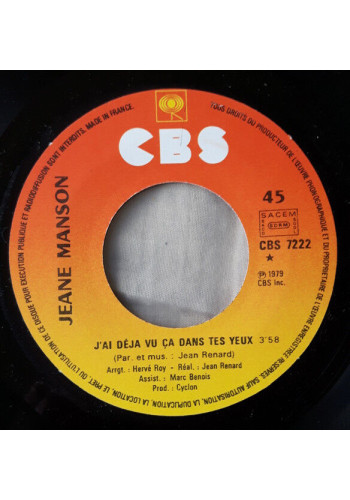 CBS
JEANE MANSON
45
SACEM
CBS 7222
★
℗ 1979
CBS Inc.
J'AI DÉJA VU ÇA DANS TES YEUX 3'58
(Par. et mus. : Jean Renard)
Arrgt. : Hervé Roy - Réal. : Jean Renard
Assist. : Marc Benois
Prod. : Cyclon
DROITS DU PRODUCTEUR DE L'ŒUVRE PHONOGRAPHIQUE ET DU PROPRIETAIRE DE L'ŒUVRE ENREGISTREE RESERVES. SAUF AUTORISATION, LA DUPLICATION, LA LOCATION, LE PRET, OU L'UTILISATION DE CE DISQUE POUR EXECUTION PUBLIQUE ET RADIODIFFUSION SONT INTERDITS. MADE IN FRANCE.